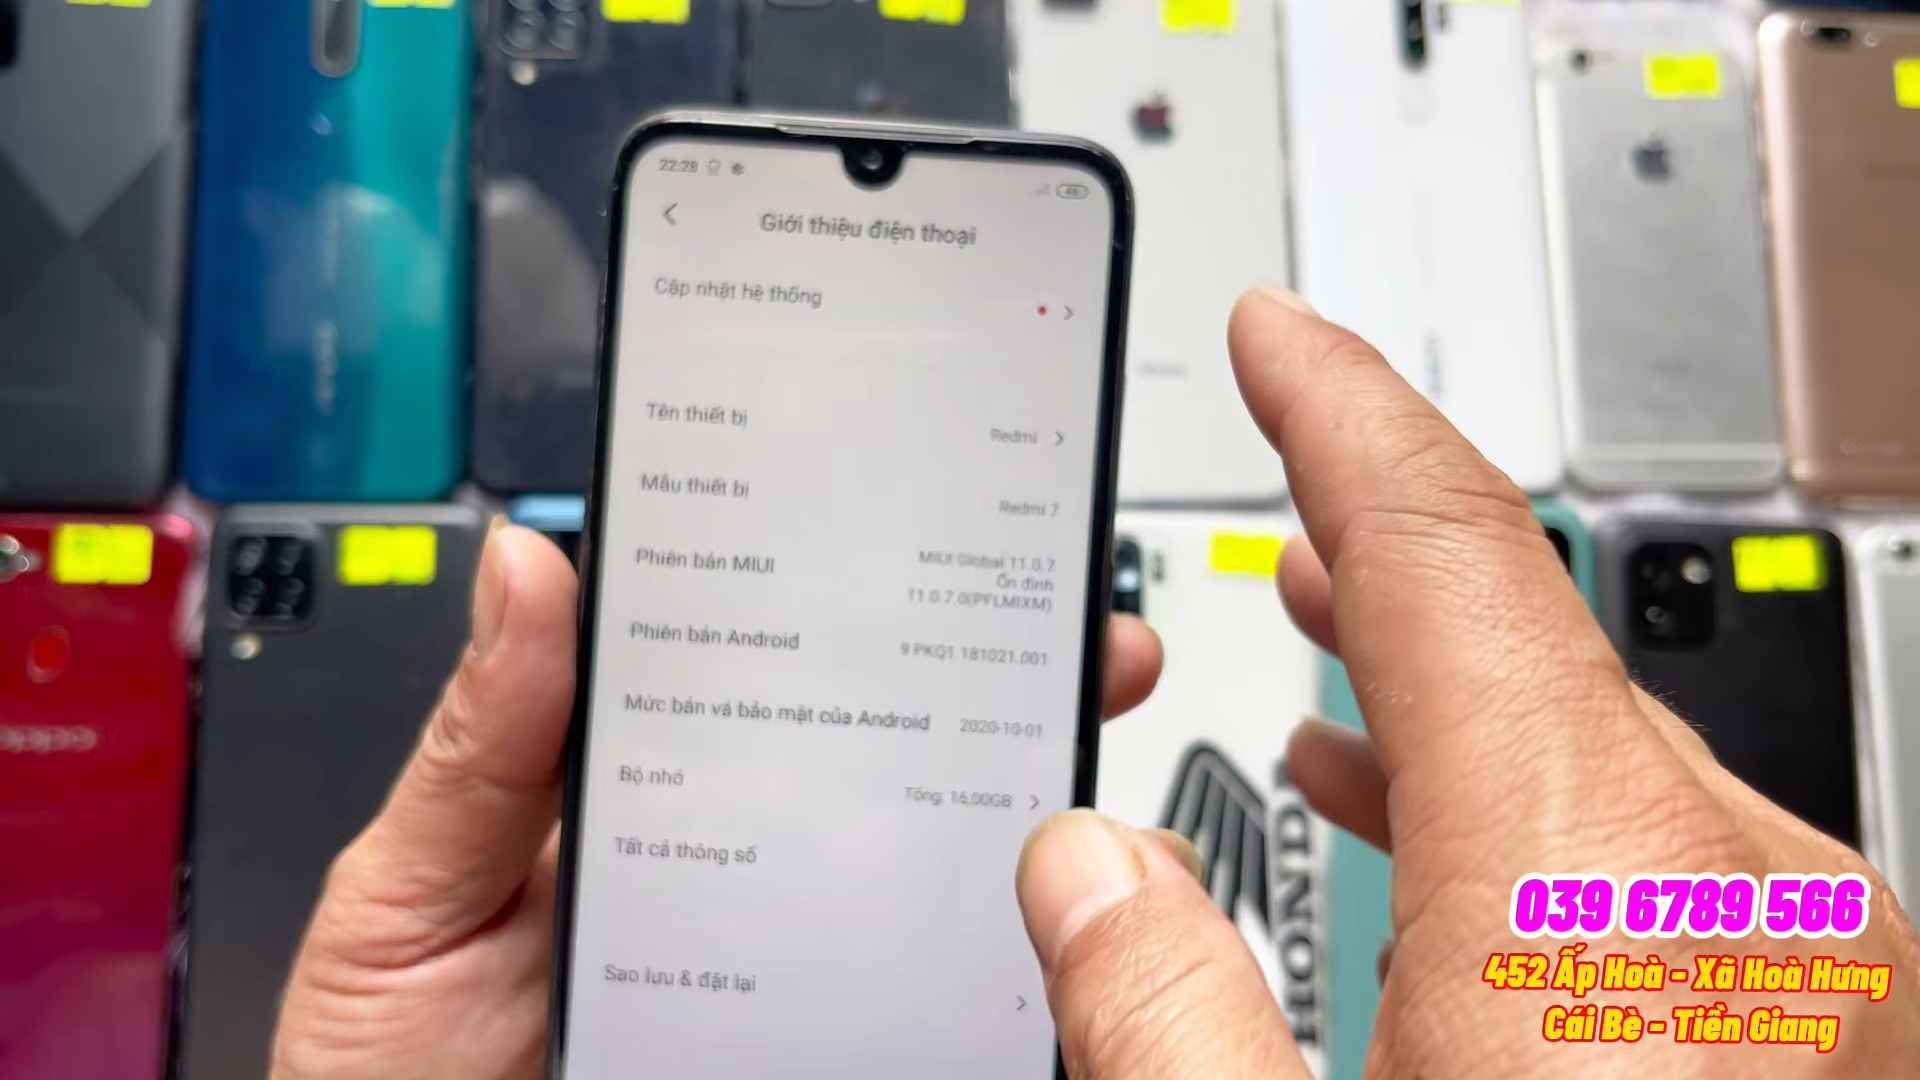 22:28
48
Giới thiệu điện thoại
Cập nhật hệ thống
Tên thiết bị
Redmi
Mẫu thiết bị
Redmi 7
Phiên bản MIUI
MIUI Global 11.0.7
Ổn định
11.0.7.0(PFLMIXM)
Phiên bản Android
9 PKQ1.181021.001
Mức bản vá bảo mật của Android
2020-10-01
Bộ nhớ
Tổng: 16,00GB
Tất cả thông số
Sao lưu & đặt lại
oppo
HONDA
039 6789 566
452 Ấp Hoà - Xã Hoà Hưng
Cái Bè - Tiền Giang